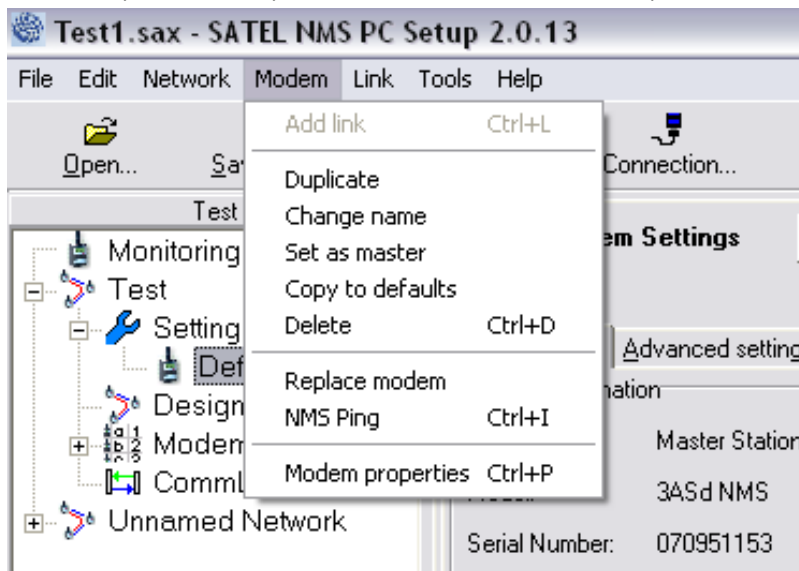 Test1.sax - SATEL NMS PC Setup 2.0.13
File Edit Network Modem Link Tools Help
Open...
Connection...
Add link Ctrl+L
Duplicate
Change name
Set as master
Copy to defaults
Delete Ctrl+D
Replace modem
NMS Ping Ctrl+I
Modem properties Ctrl+P
Test
Monitoring
Test
Setting
Def
Design
Modem
Comml
Unnamed Network
em Settings
Advanced setting
nation
Master Station
3ASd NMS
Serial Number: 070951153